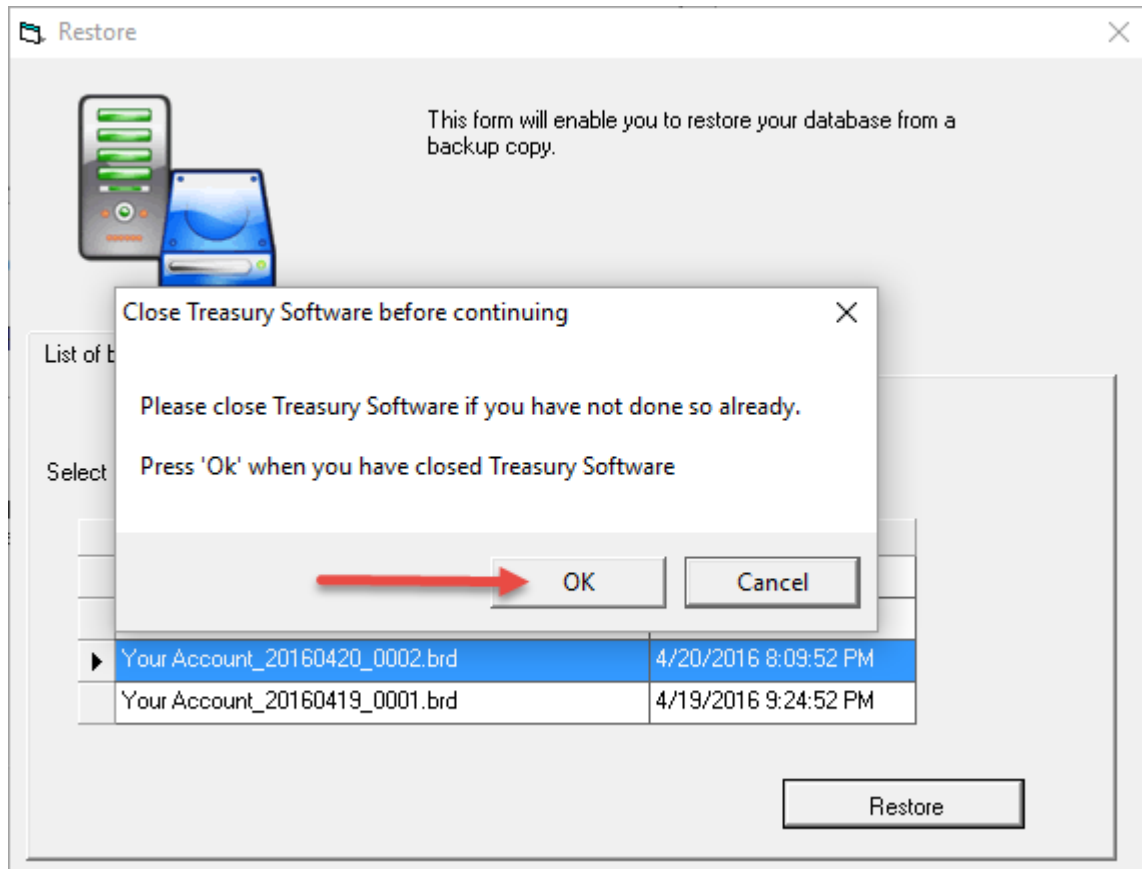 Restore
This form will enable you to restore your database from a
backup copy.
Close Treasury Software before continuing
List of
Please close Treasury Software if you have not done so already.
Select
Press 'Ok' when you have closed Treasury Software
OK
Cancel
Your Account_20160420_0002.brd 4/20/2016 8:09:52 PM
Your Account_20160419_0001.brd 4/19/2016 9:24:52 PM
Restore